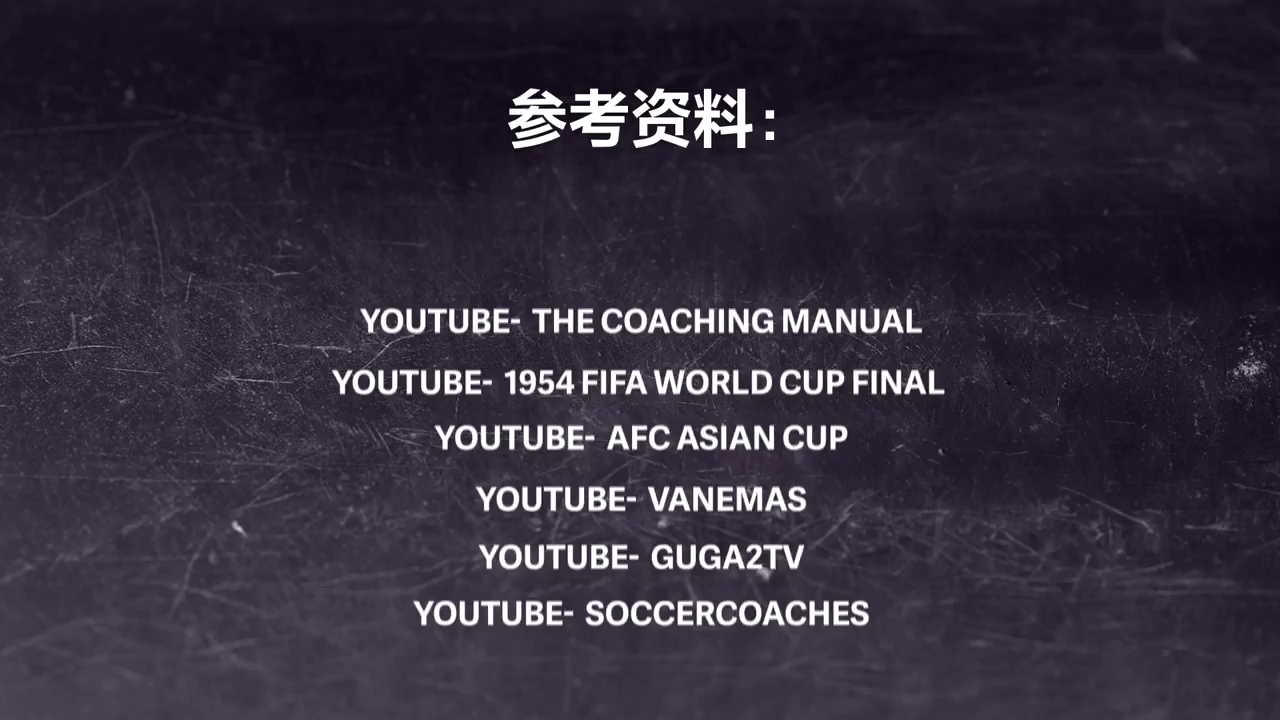 参考资料：
YOUTUBE- THE COACHING MANUAL
YOUTUBE- 1954 FIFA WORLD CUP FINAL
YOUTUBE- AFC ASIAN CUP
YOUTUBE- VANEMAS
YOUTUBE- GUGA2TV
YOUTUBE- SOCCERCOACHES